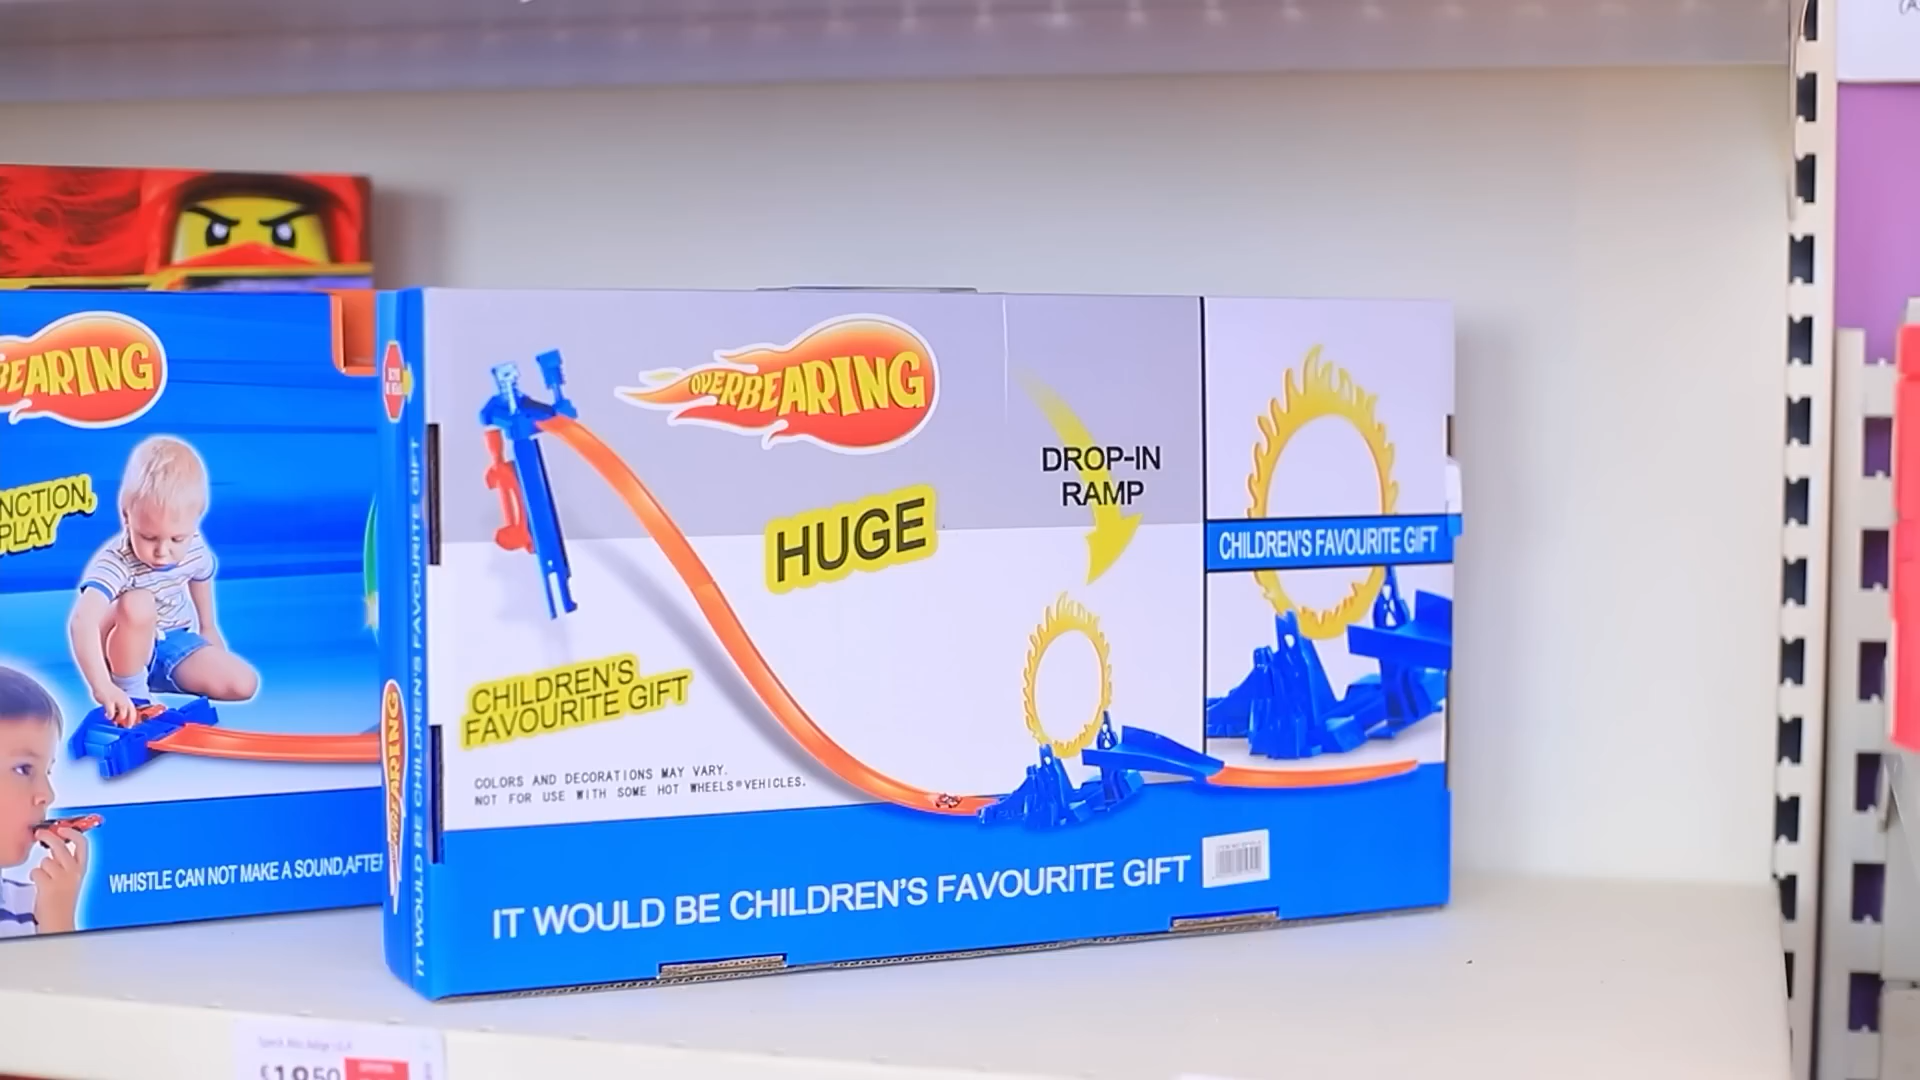 BEARING
NCTION,
PLAY
WHISTLE CAN NOT MAKE A SOUND,AFTER
IT WOULD BE CHILDREN'S FAVOURITE GIFT
OVERBEARING
OVERBEARING
HUGE
DROP-IN
RAMP
CHILDREN'S
FAVOURITE GIFT
COLORS AND DECORATIONS MAY VARY.
NOT FOR USE WITH SOME HOT WHEELS®VEHICLES.
CHILDREN'S FAVOURITE GIFT
IT WOULD BE CHILDREN'S FAVOURITE GIFT
£18.50